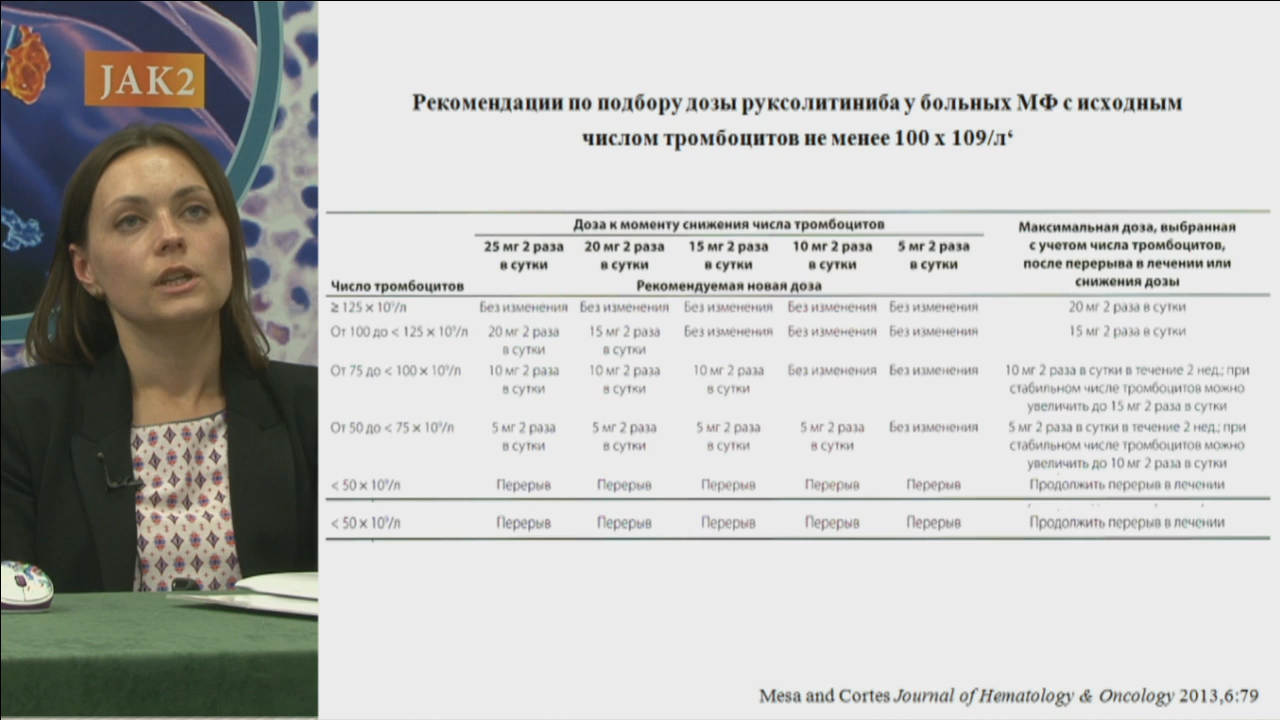 JAK2
Рекомендации по подбору дозы руксолитиниба у больных МФ с исходным
числом тромбоцитов не менее 100 x 109/л‘
Доза к моменту снижения числа тромбоцитов
Максимальная доза, выбранная
с учетом числа тромбоцитов,
после перерыва в лечении или
снижения дозы
25 мг 2 раза 20 мг 2 раза 15 мг 2 раза 10 мг 2 раза 5 мг 2 раза
в сутки в сутки в сутки в сутки в сутки
Число тромбоцитов Рекомендуемая новая доза
≥ 125 × 10⁹/л Без изменения Без изменения Без изменения Без изменения Без изменения 20 мг 2 раза в сутки
От 100 до < 125 × 10⁹/л 20 мг 2 раза 15 мг 2 раза Без изменения Без изменения Без изменения 15 мг 2 раза в сутки
в сутки в сутки
От 75 до < 100 × 10⁹/л 10 мг 2 раза 10 мг 2 раза 10 мг 2 раза Без изменения Без изменения 10 мг 2 раза в сутки в течение 2 нед.; при
в сутки в сутки в сутки стабильном числе тромбоцитов можно
увеличить до 15 мг 2 раза в сутки
От 50 до < 75 × 10⁹/л 5 мг 2 раза 5 мг 2 раза 5 мг 2 раза 5 мг 2 раза Без изменения 5 мг 2 раза в сутки в течение 2 нед.; при
в сутки в сутки в сутки в сутки стабильном числе тромбоцитов можно
увеличить до 10 мг 2 раза в сутки
< 50 × 10⁹/л Перерыв Перерыв Перерыв Перерыв Перерыв Продолжить перерыв в лечении
< 50 × 10⁹/л Перерыв Перерыв Перерыв Перерыв Перерыв Продолжить перерыв в лечении
Mesa and Cortes Journal of Hematology & Oncology 2013,6:79